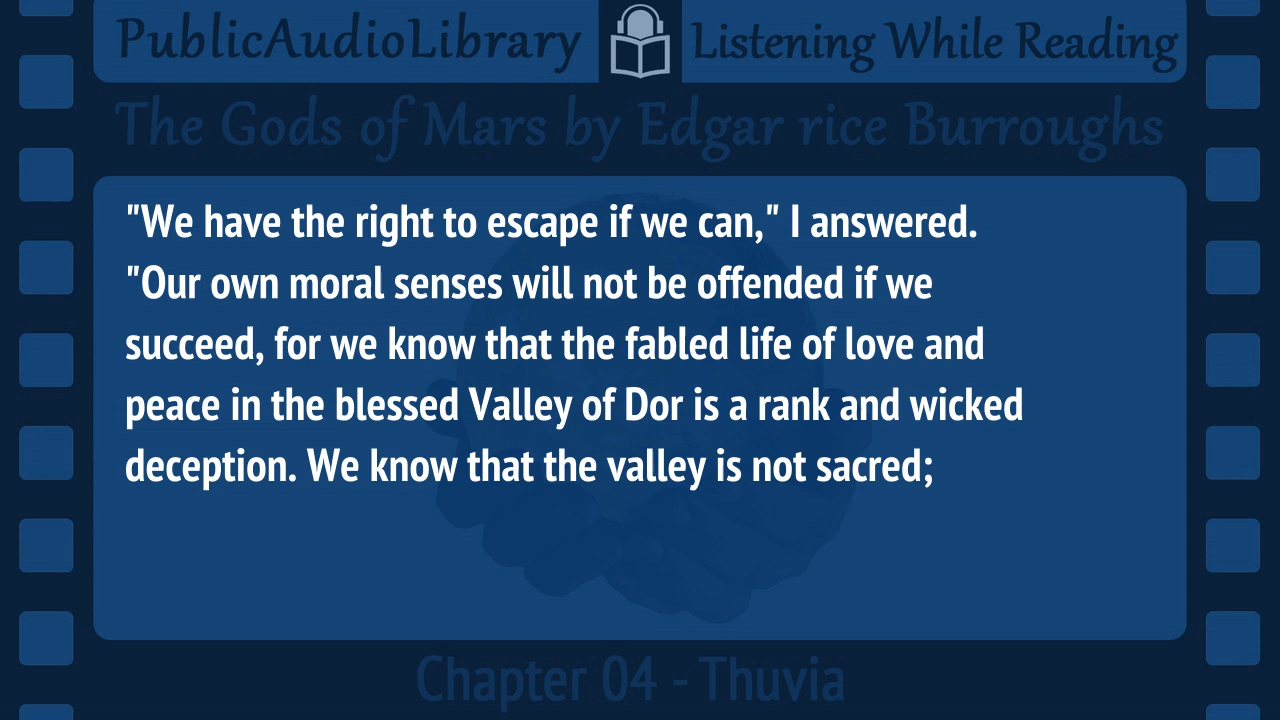 PublicAudioLibrary Listening While Reading
The Gods of Mars by Edgar rice Burroughs
"We have the right to escape if we can," I answered.
"Our own moral senses will not be offended if we
succeed, for we know that the fabled life of love and
peace in the blessed Valley of Dor is a rank and wicked
deception. We know that the valley is not sacred;
Chapter 04 - Thuvia